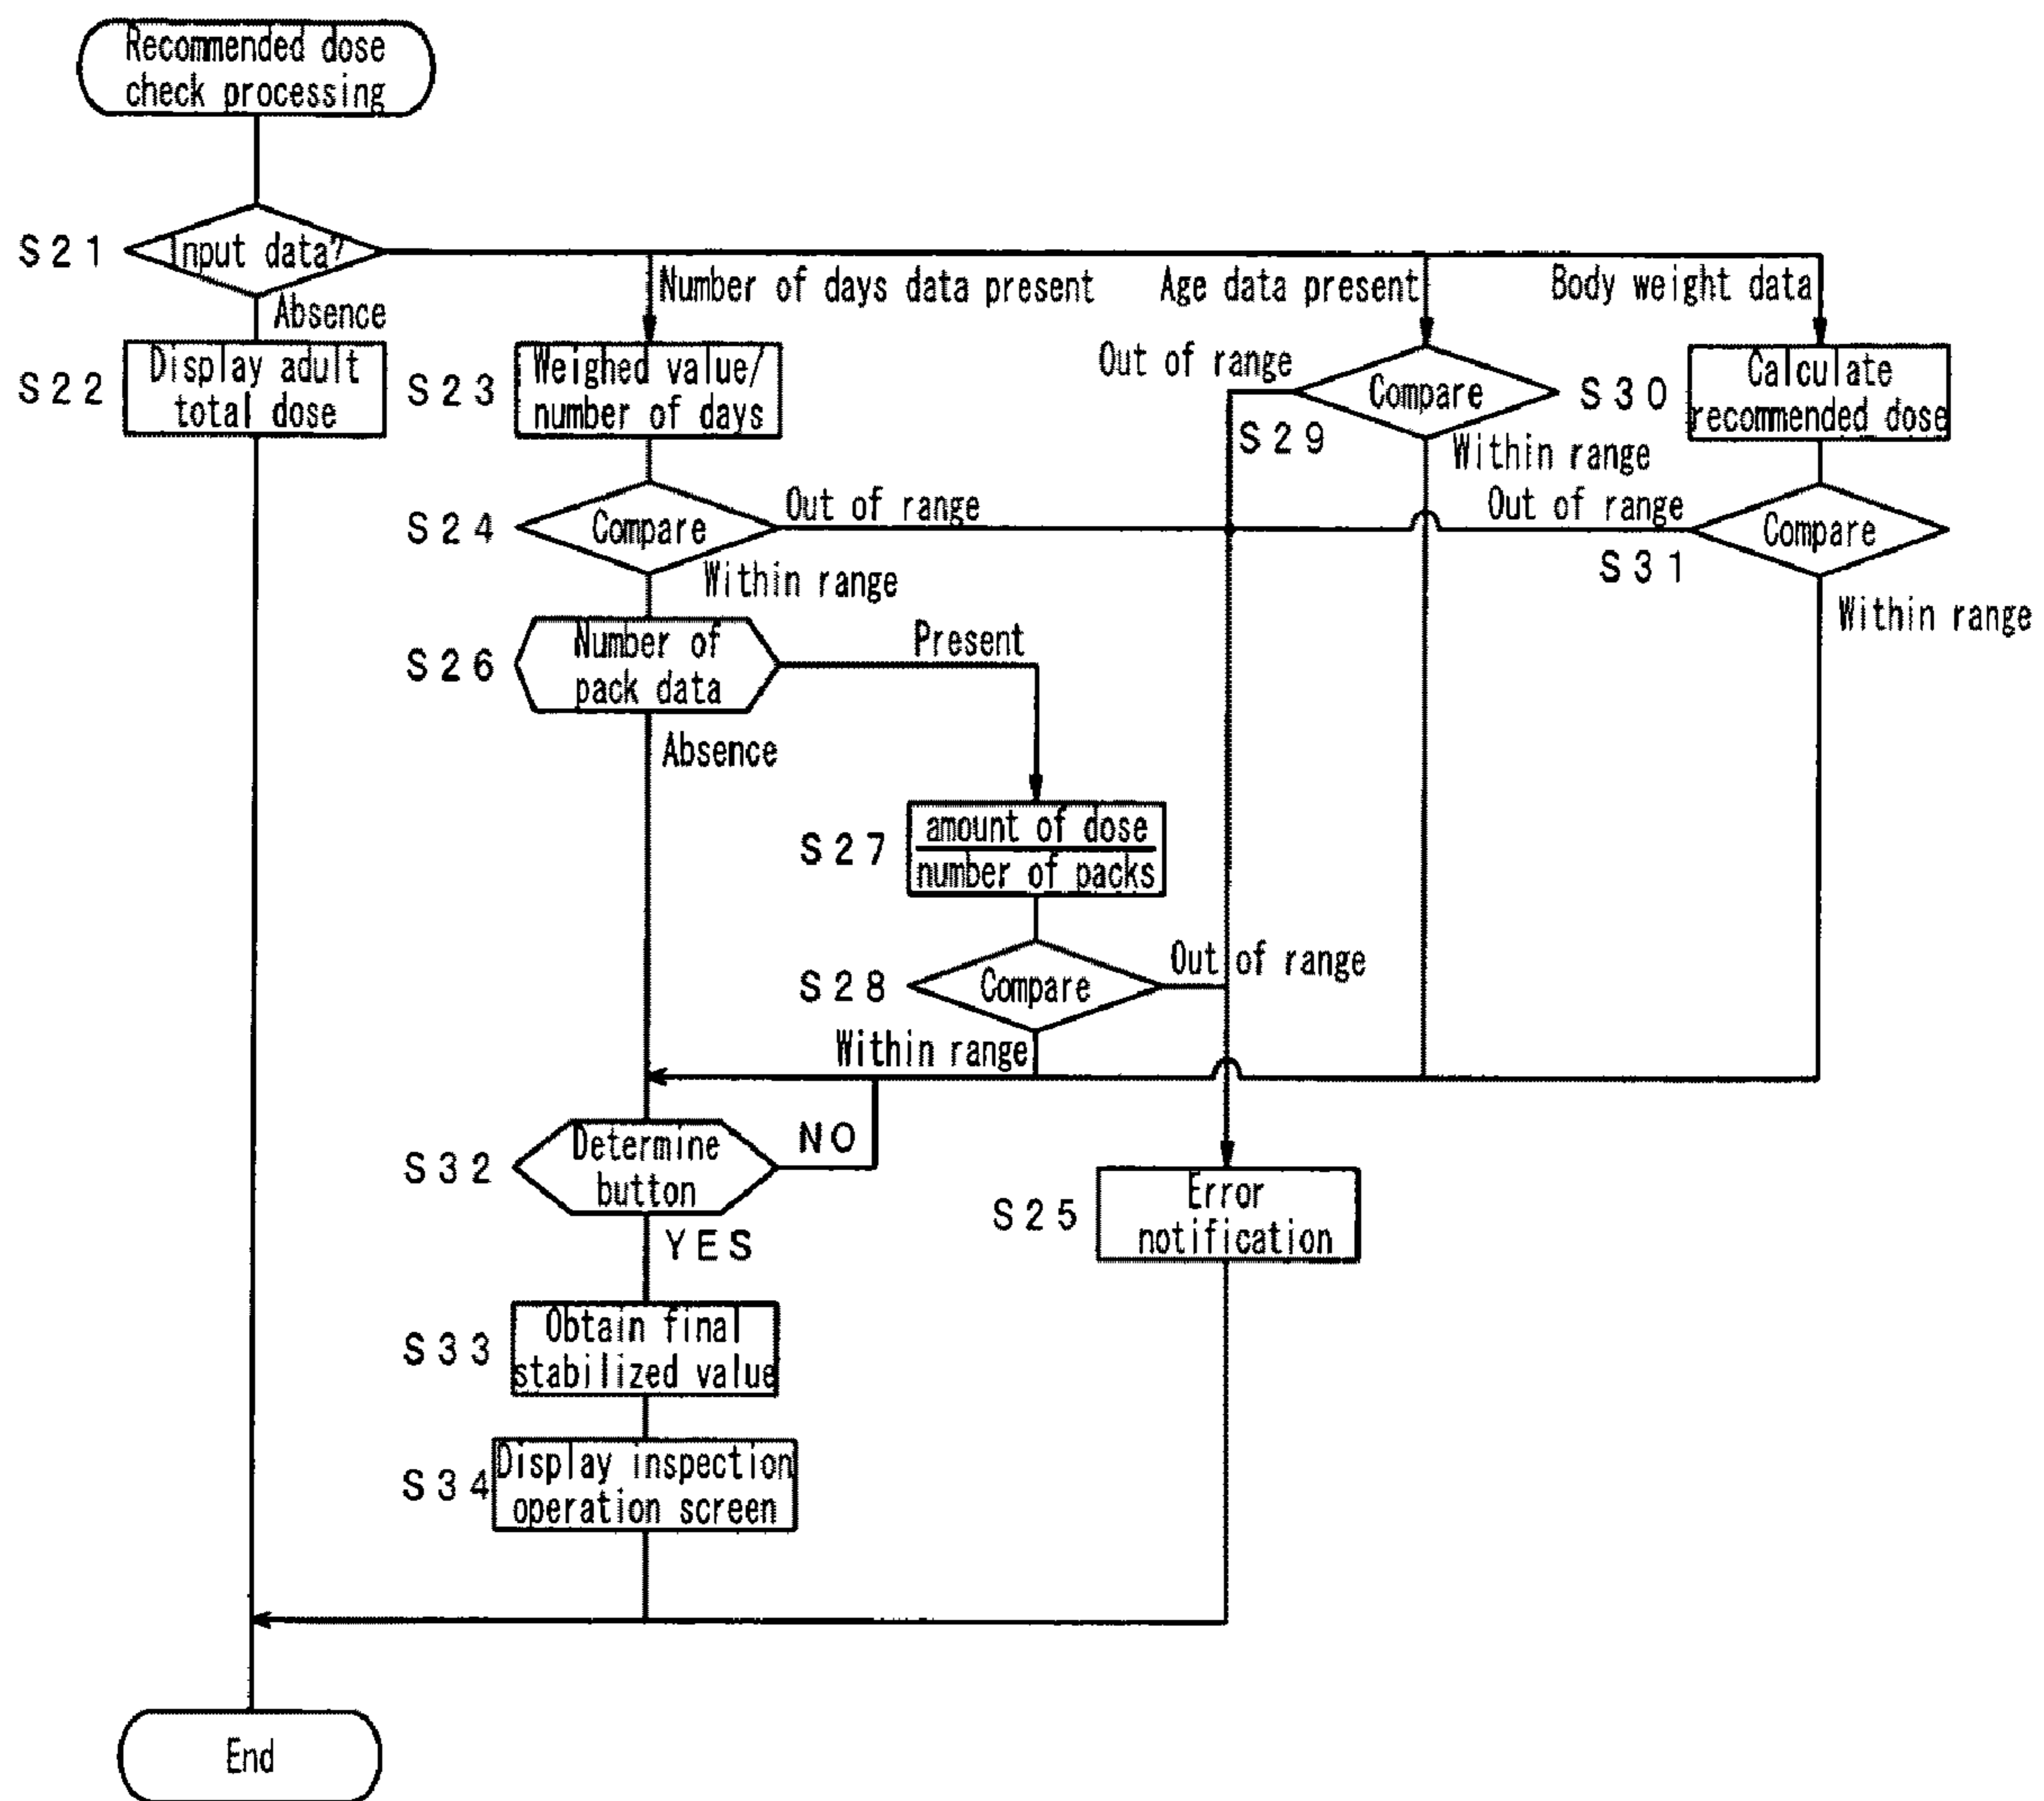 Recommended dose
check processing
S21
Input data?
Absence
Number of days data present
Age data present
Body weight data
S22
Display adult
total dose
S23
Weighed value/
number of days
Out of range
Compare
S29
Within range
S30
Calculate
recommended dose
S24
Compare
Out of range
Within range
Out of range
Compare
S31
Within range
S26
Number of
pack data
Present
Absence
S27
amount of dose
number of packs
S28
Compare
Out of range
Within range
S32
Determine
button
NO
YES
S25
Error
notification
S33
Obtain final
stabilized value
S34
Display inspection
operation screen
End